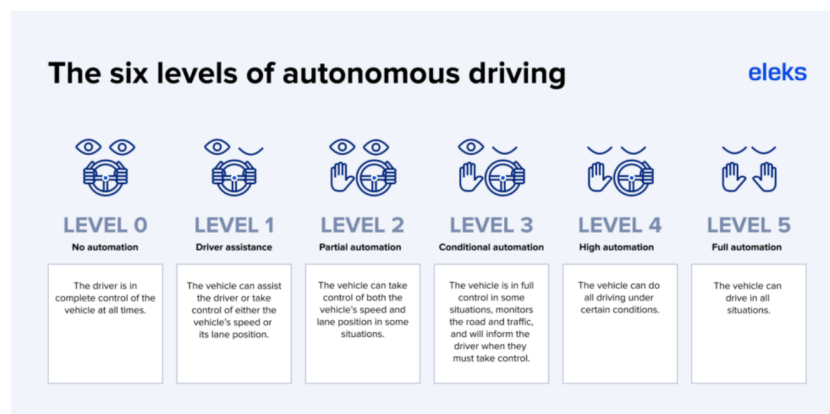 The six levels of autonomous driving
eleks
LEVEL 0
No automation
The driver is in
complete control of the
vehicle at all times.
LEVEL 1
Driver assistance
The vehicle can assist
the driver or take
control of either the
vehicle's speed or
its lane position.
LEVEL 2
Partial automation
The vehicle can take
control of both the
vehicle's speed and
lane position in some
situations.
LEVEL 3
Conditional automation
The vehicle is in full
control in some
situations, monitors
the road and traffic,
and will inform the
driver when they
must take control.
LEVEL 4
High automation
The vehicle can do
all driving under
certain conditions.
LEVEL 5
Full automation
The vehicle can
drive in all
situations.